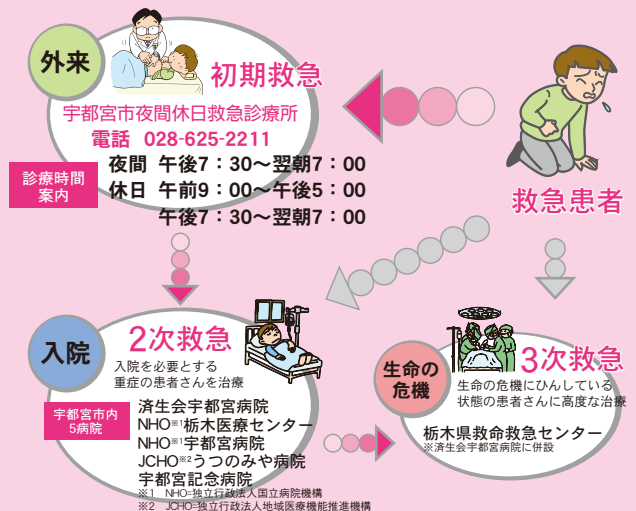 外来
初期救急
宇都宮市夜間休日救急診療所
電話 028-625-2211
診療時間
案内
夜間 午後7：30～翌朝7：00
休日 午前9：00～午後5：00
午後7：30～翌朝7：00
救急患者
入院
2次救急
入院を必要とする
重症の患者さんを治療
宇都宮市内
5病院
済生会宇都宮病院
NHO※1栃木医療センター
NHO※1宇都宮病院
JCHO※2うつのみや病院
宇都宮記念病院
※1 NHO=独立行政法人国立病院機構
※2 JCHO=独立行政法人地域医療機能推進機構
生命の
危機
3次救急
生命の危機にひんしている
状態の患者さんに高度な治療
栃木県救命救急センター
※済生会宇都宮病院に併設